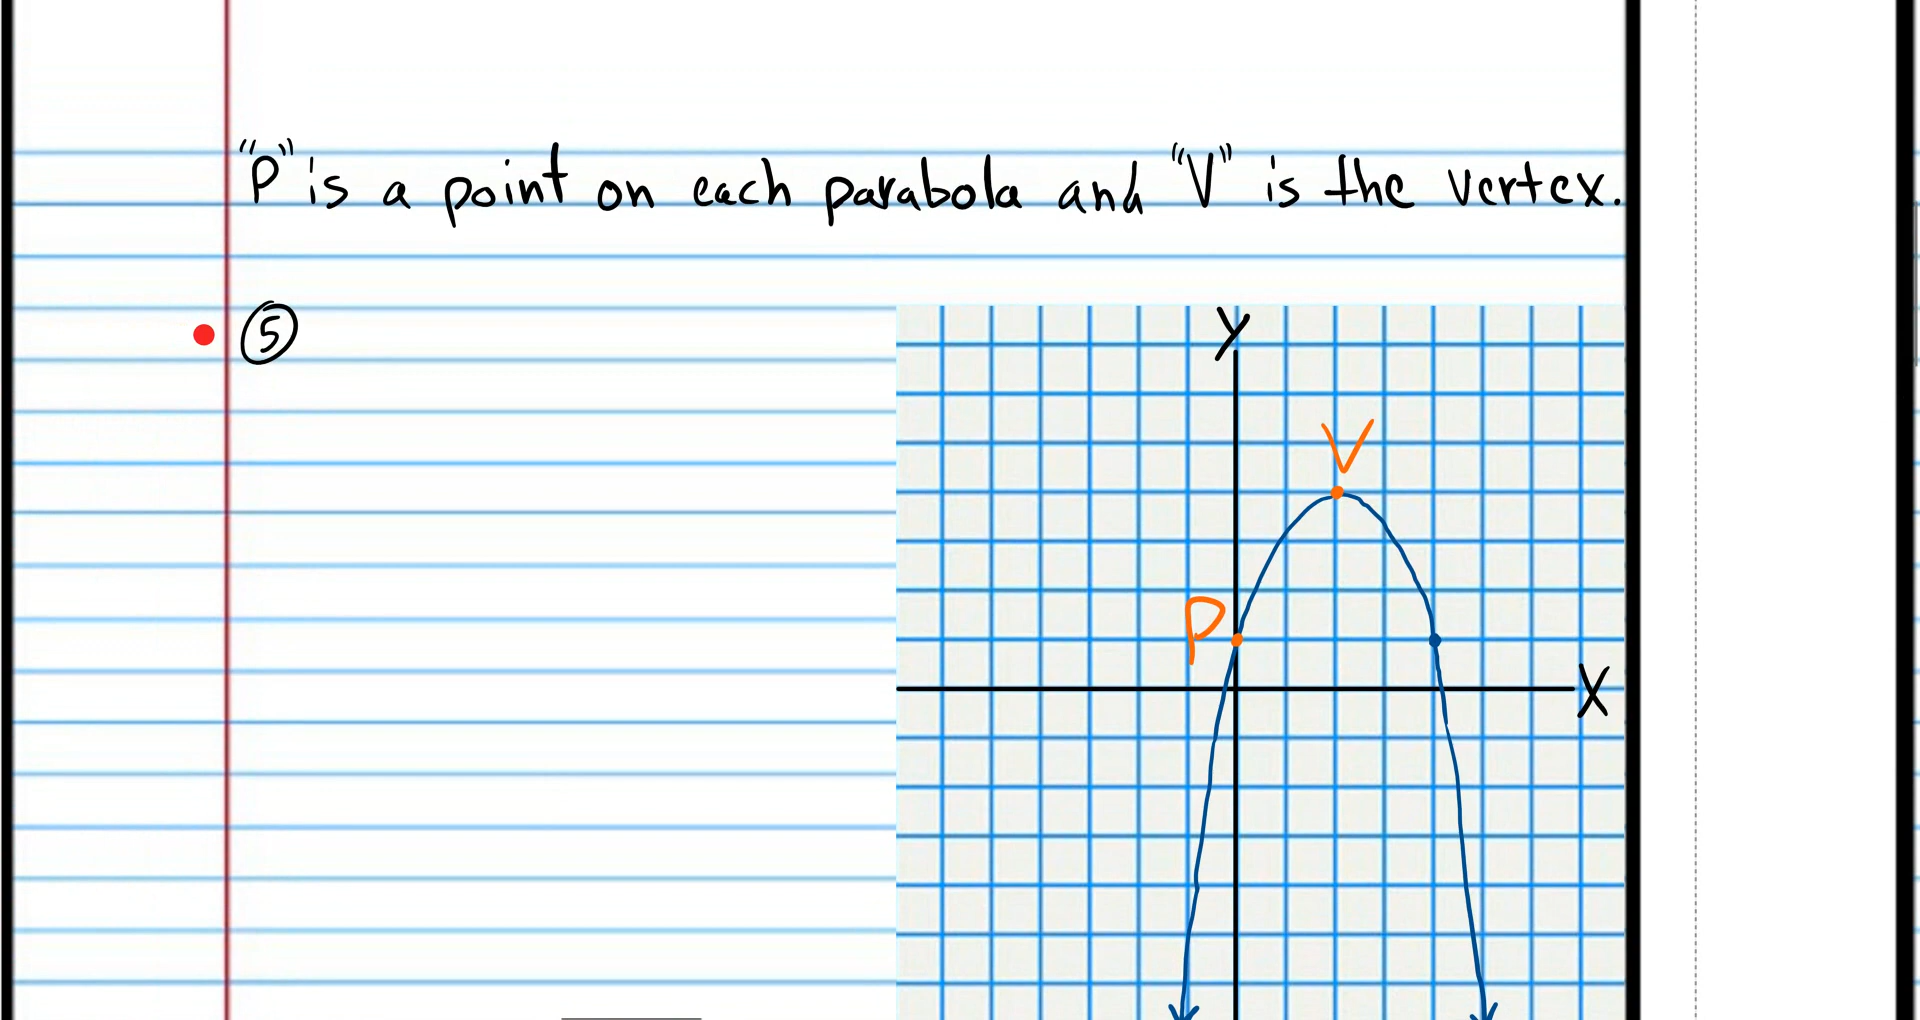 "P" is a point on each parabola and "V" is the vertex.
5
Y
V
P
X